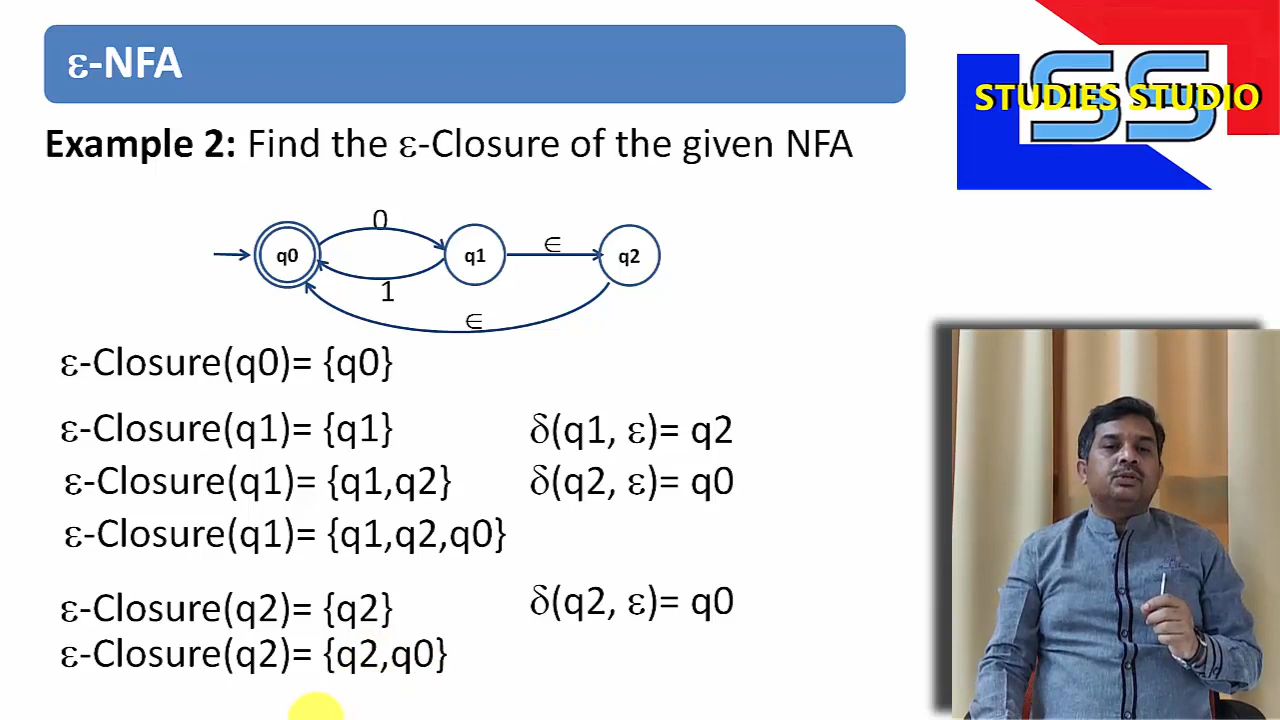 ε-NFA
STUDIES STUDIO
SS
Example 2: Find the ε-Closure of the given NFA
0
q0
q1
∈
q2
1
∈
ε-Closure(q0)= {q0}
ε-Closure(q1)= {q1}
δ(q1, ε)= q2
ε-Closure(q1)= {q1,q2}
δ(q2, ε)= q0
ε-Closure(q1)= {q1,q2,q0}
ε-Closure(q2)= {q2}
δ(q2, ε)= q0
ε-Closure(q2)= {q2,q0}